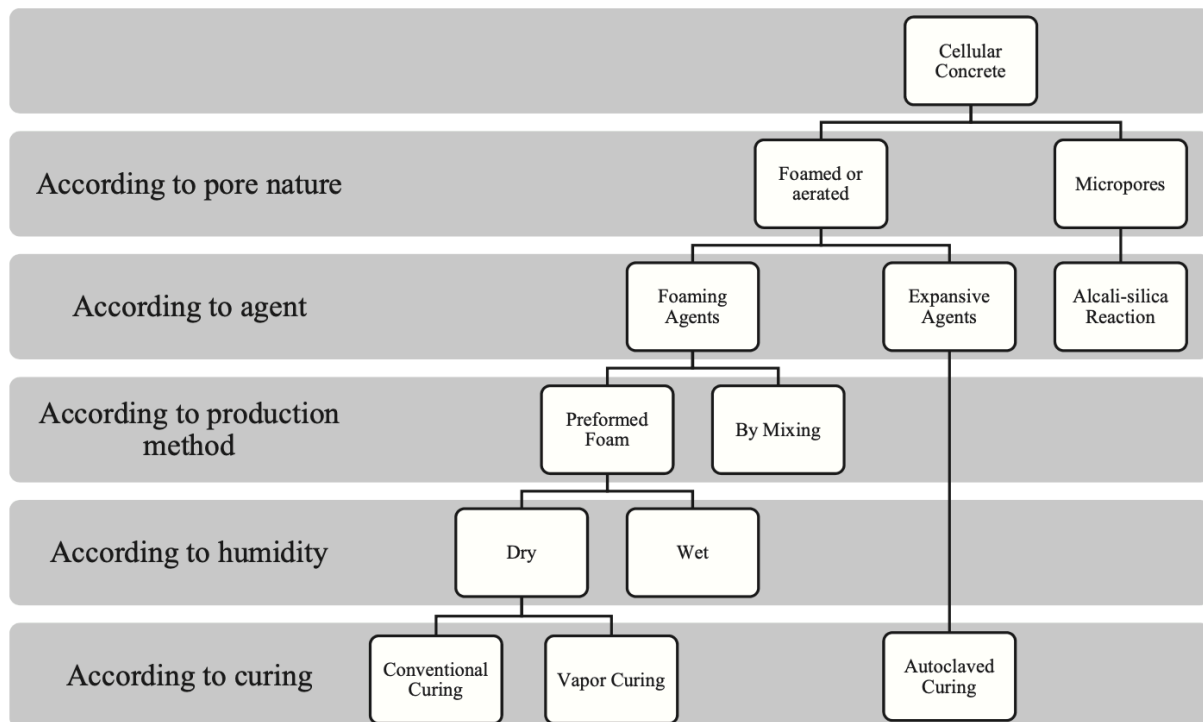 Cellular
Concrete
According to pore nature
Foamed or
aerated
Micropores
According to agent
Foaming
Agents
Expansive
Agents
Alcali-silica
Reaction
According to production
method
Preformed
Foam
By Mixing
According to humidity
Dry
Wet
According to curing
Conventional
Curing
Vapor Curing
Autoclaved
Curing